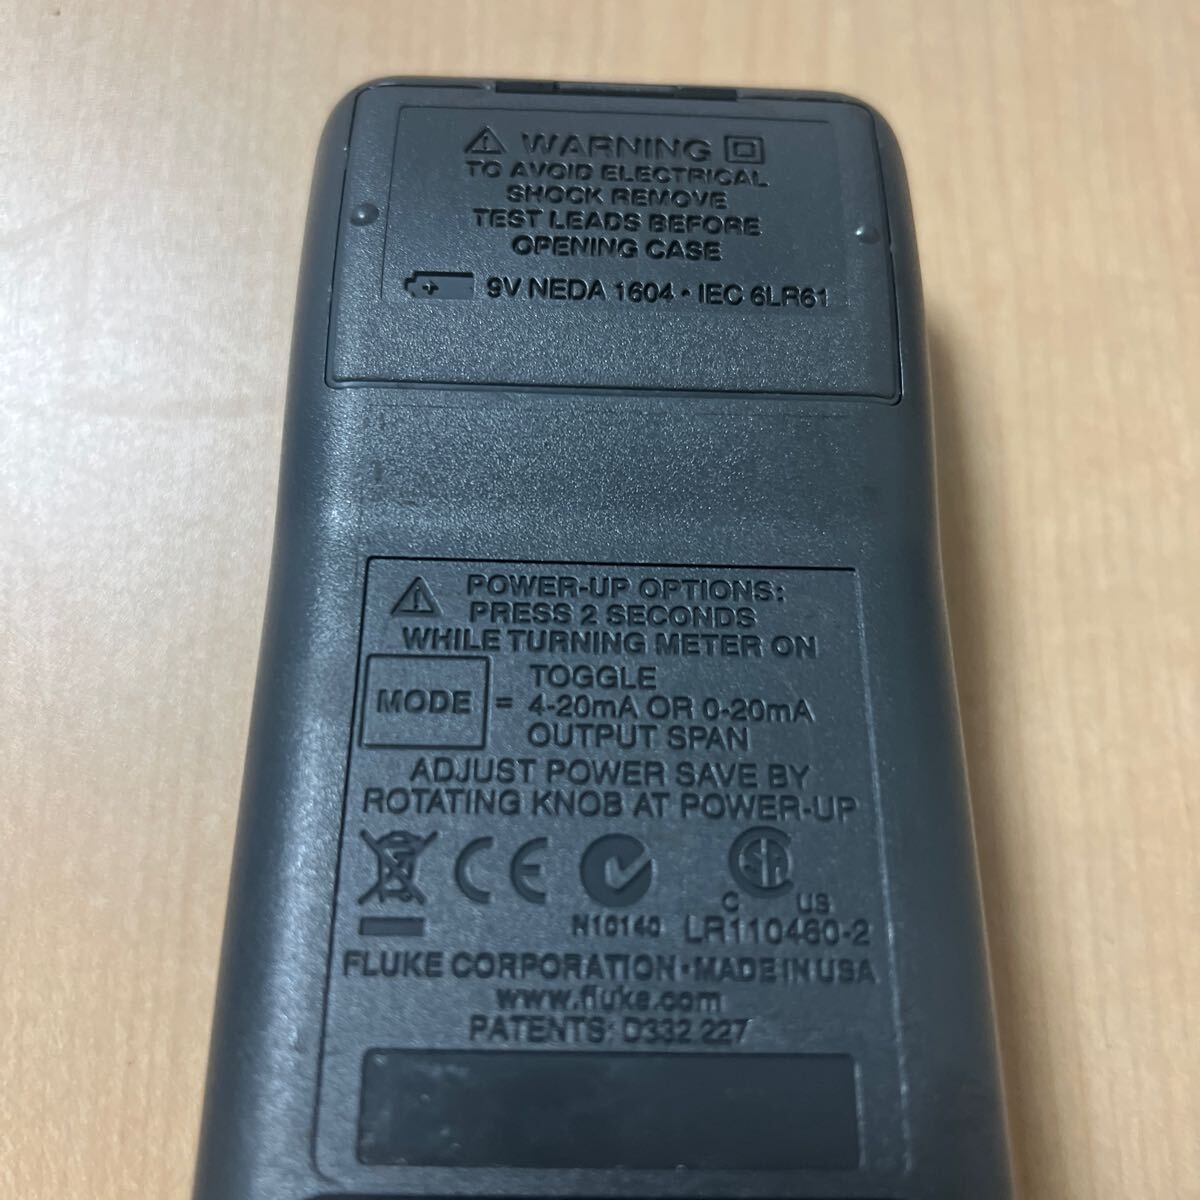 WARNING
TO AVOID ELECTRICAL
SHOCK REMOVE
TEST LEADS BEFORE
OPENING CASE
9V NEDA 1604 • IEC 6LR61
POWER-UP OPTIONS:
PRESS 2 SECONDS
WHILE TURNING METER ON
MODE = TOGGLE
4-20mA OR 0-20mA
OUTPUT SPAN
ADJUST POWER SAVE BY
ROTATING KNOB AT POWER-UP
CE
SA
C US
N10140 LR110460-2
FLUKE CORPORATION • MADE IN USA
www.fluke.com
PATENTS: D332 227